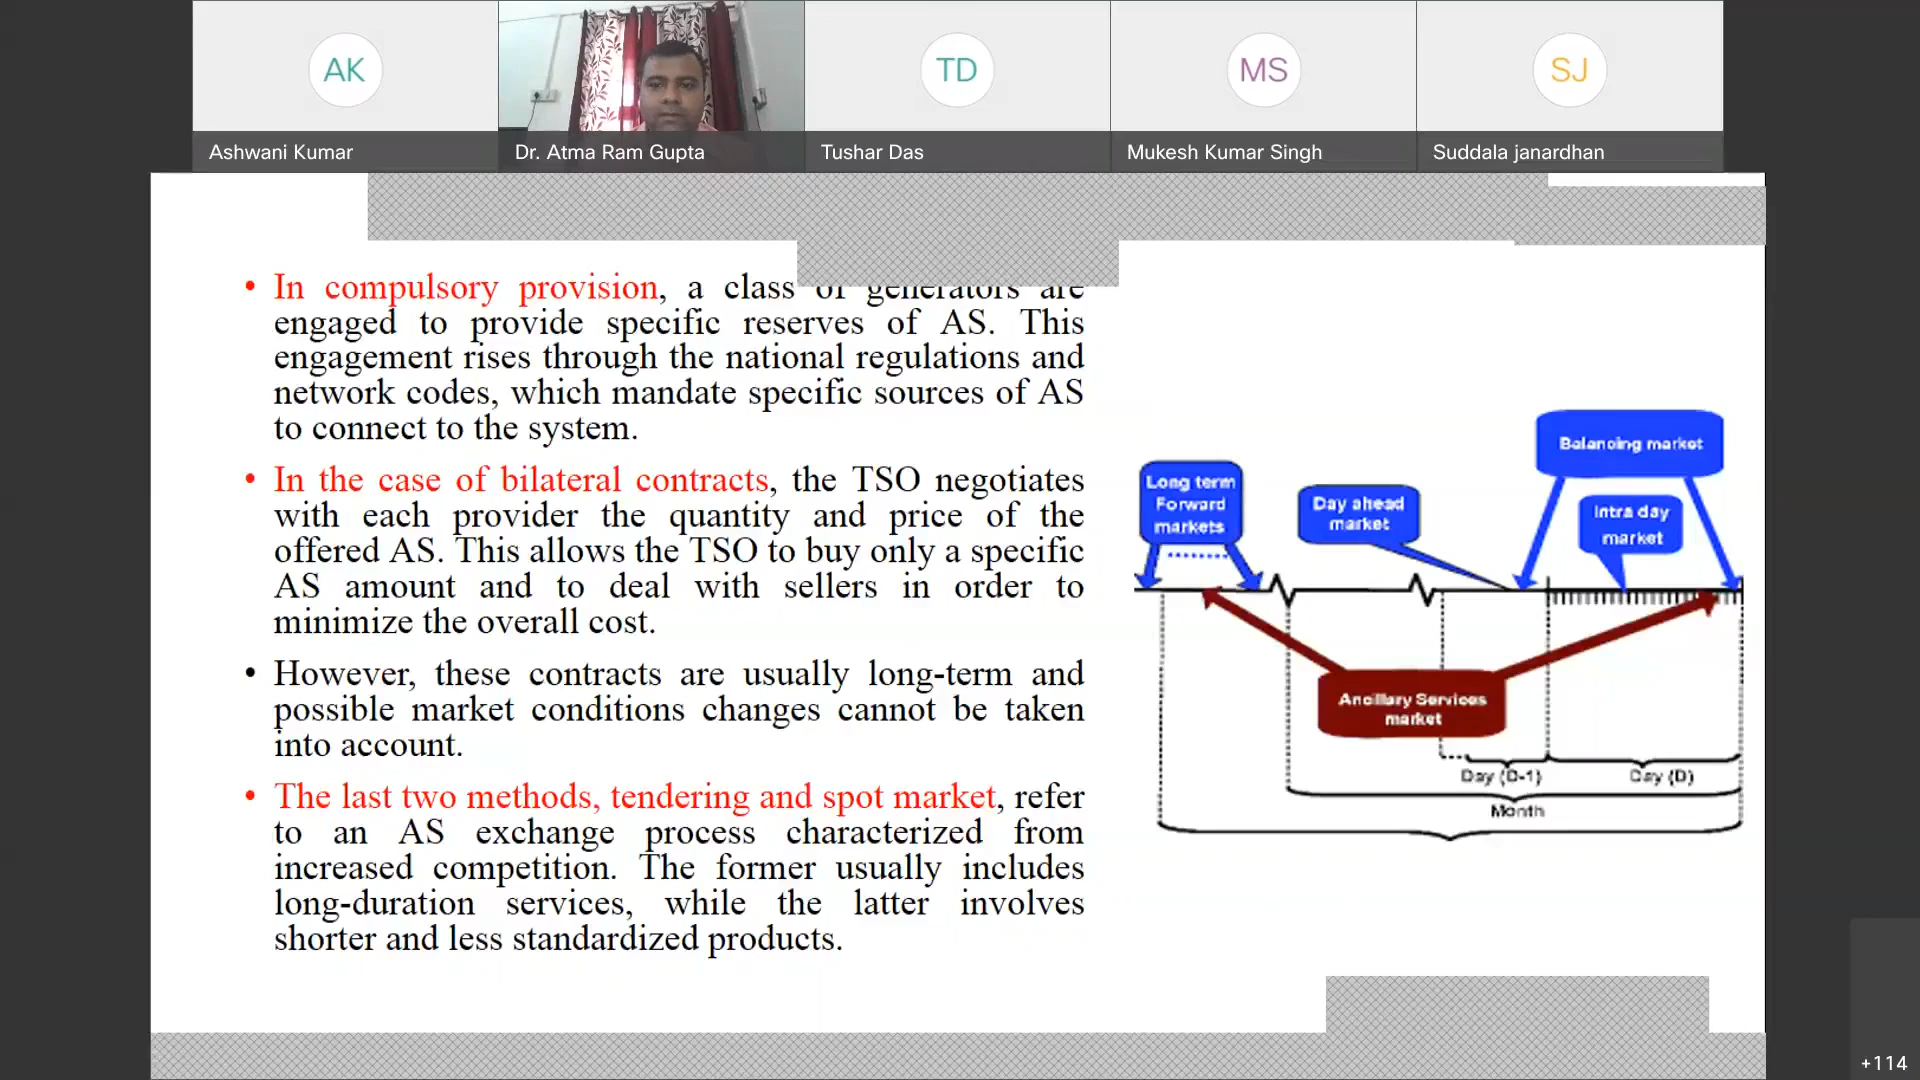 AK
TD
MS
SJ
Ashwani Kumar
Dr. Atma Ram Gupta
Tushar Das
Mukesh Kumar Singh
Suddala janardhan
• In compulsory provision, a class of generators are
engaged to provide specific reserves of AS. This
engagement rises through the national regulations and
network codes, which mandate specific sources of AS
to connect to the system.
• In the case of bilateral contracts, the TSO negotiates
with each provider the quantity and price of the
offered AS. This allows the TSO to buy only a specific
AS amount and to deal with sellers in order to
minimize the overall cost.
• However, these contracts are usually long-term and
possible market conditions changes cannot be taken
into account.
• The last two methods, tendering and spot market, refer
to an AS exchange process characterized from
increased competition. The former usually includes
long-duration services, while the latter involves
shorter and less standardized products.
Long term
Forward
markets
Day ahead
market
Balancing market
Intra day
market
Ancillary Services
market
Day (D-1)
Day (D)
Month
+114